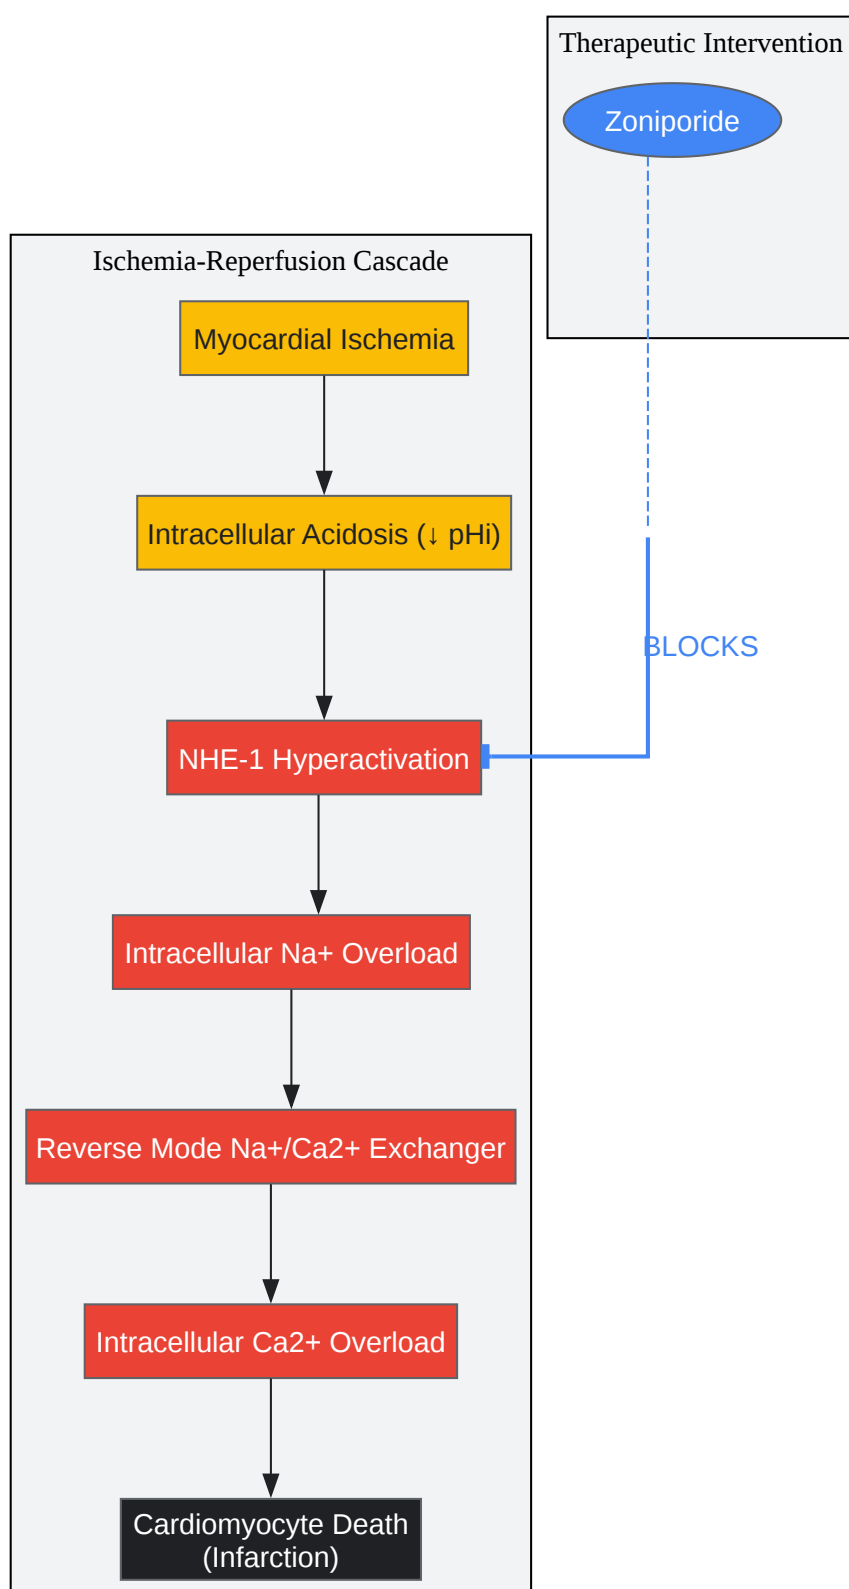 Therapeutic Intervention
Zoniporide
Ischemia-Reperfusion Cascade
Myocardial Ischemia
Intracellular Acidosis (↓ pHi)
BLOCKS
NHE-1 Hyperactivation
Intracellular Na+ Overload
Reverse Mode Na+/Ca2+ Exchanger
Intracellular Ca2+ Overload
Cardiomyocyte Death
(Infarction)